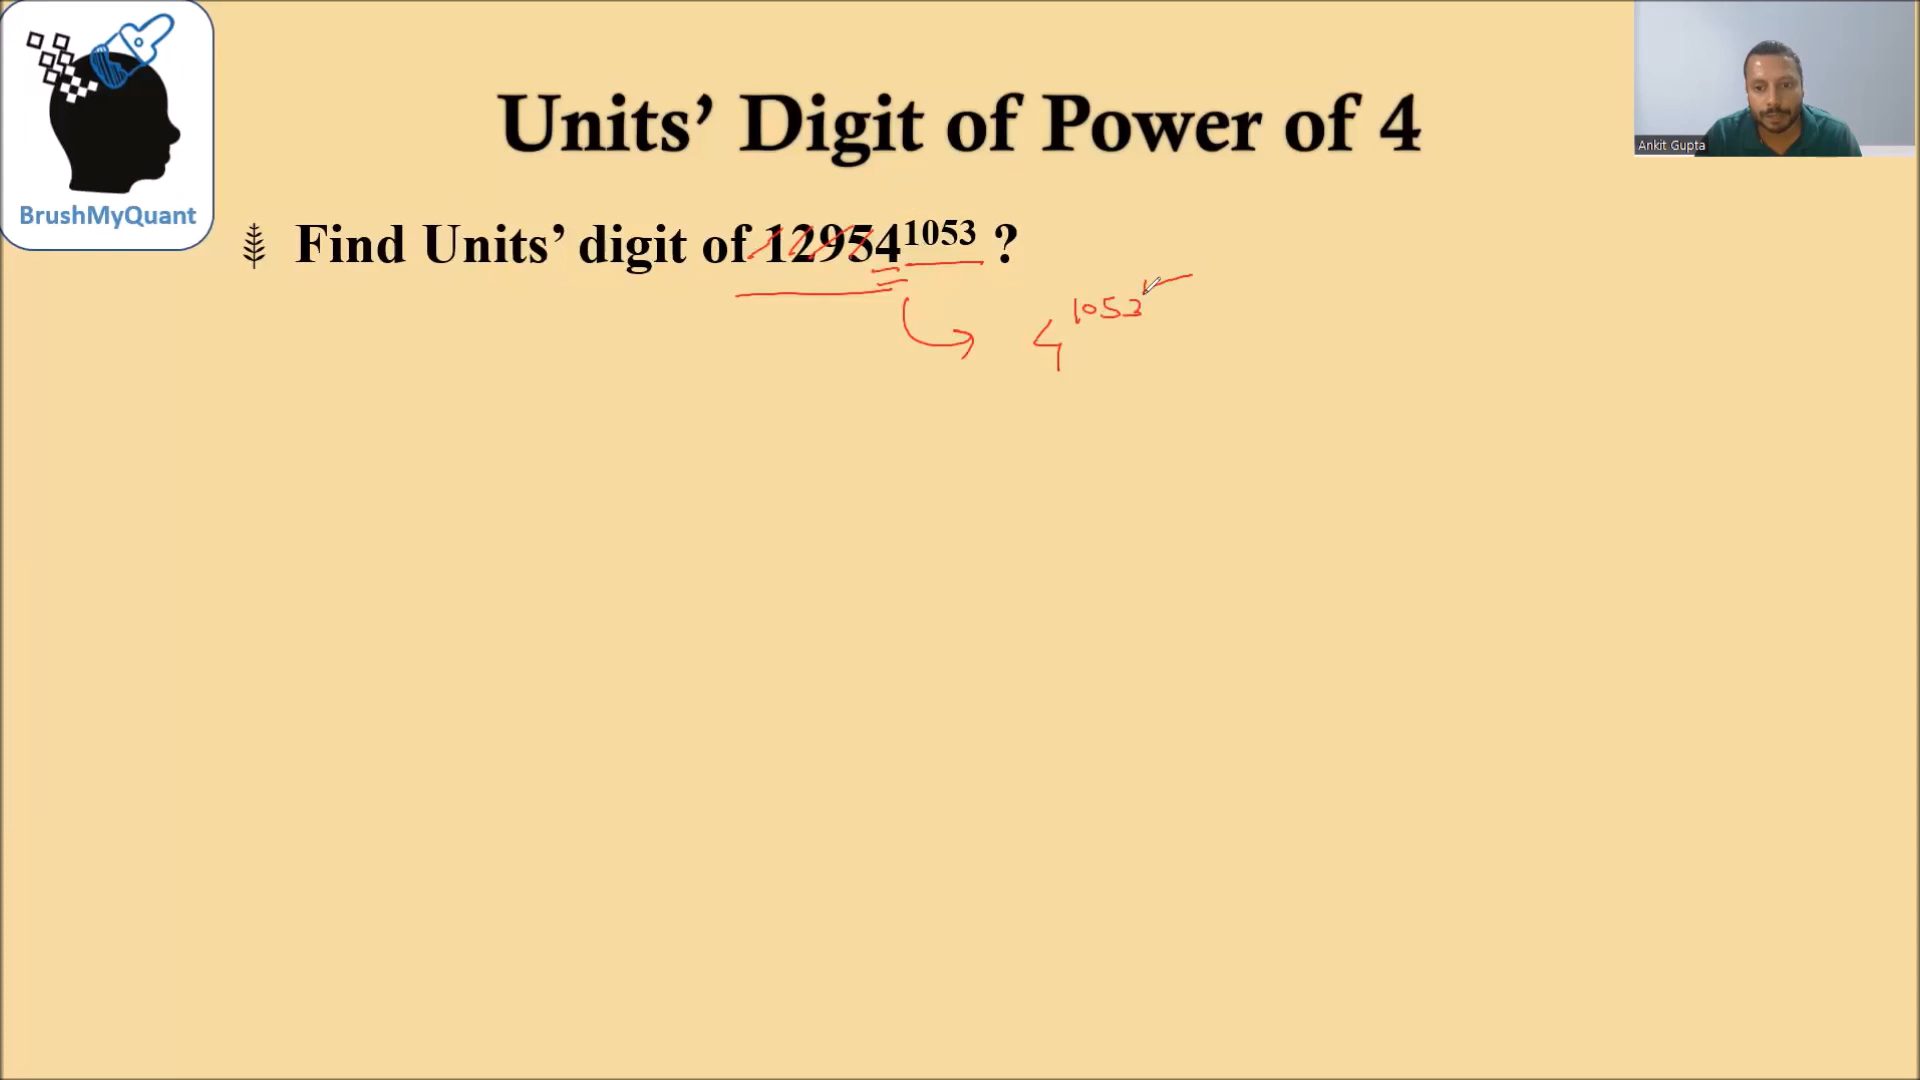 Units’ Digit of Power of 4
Ankit Gupta
BrushMyQuant
Find Units’ digit of 12954^1053 ?
4^1053